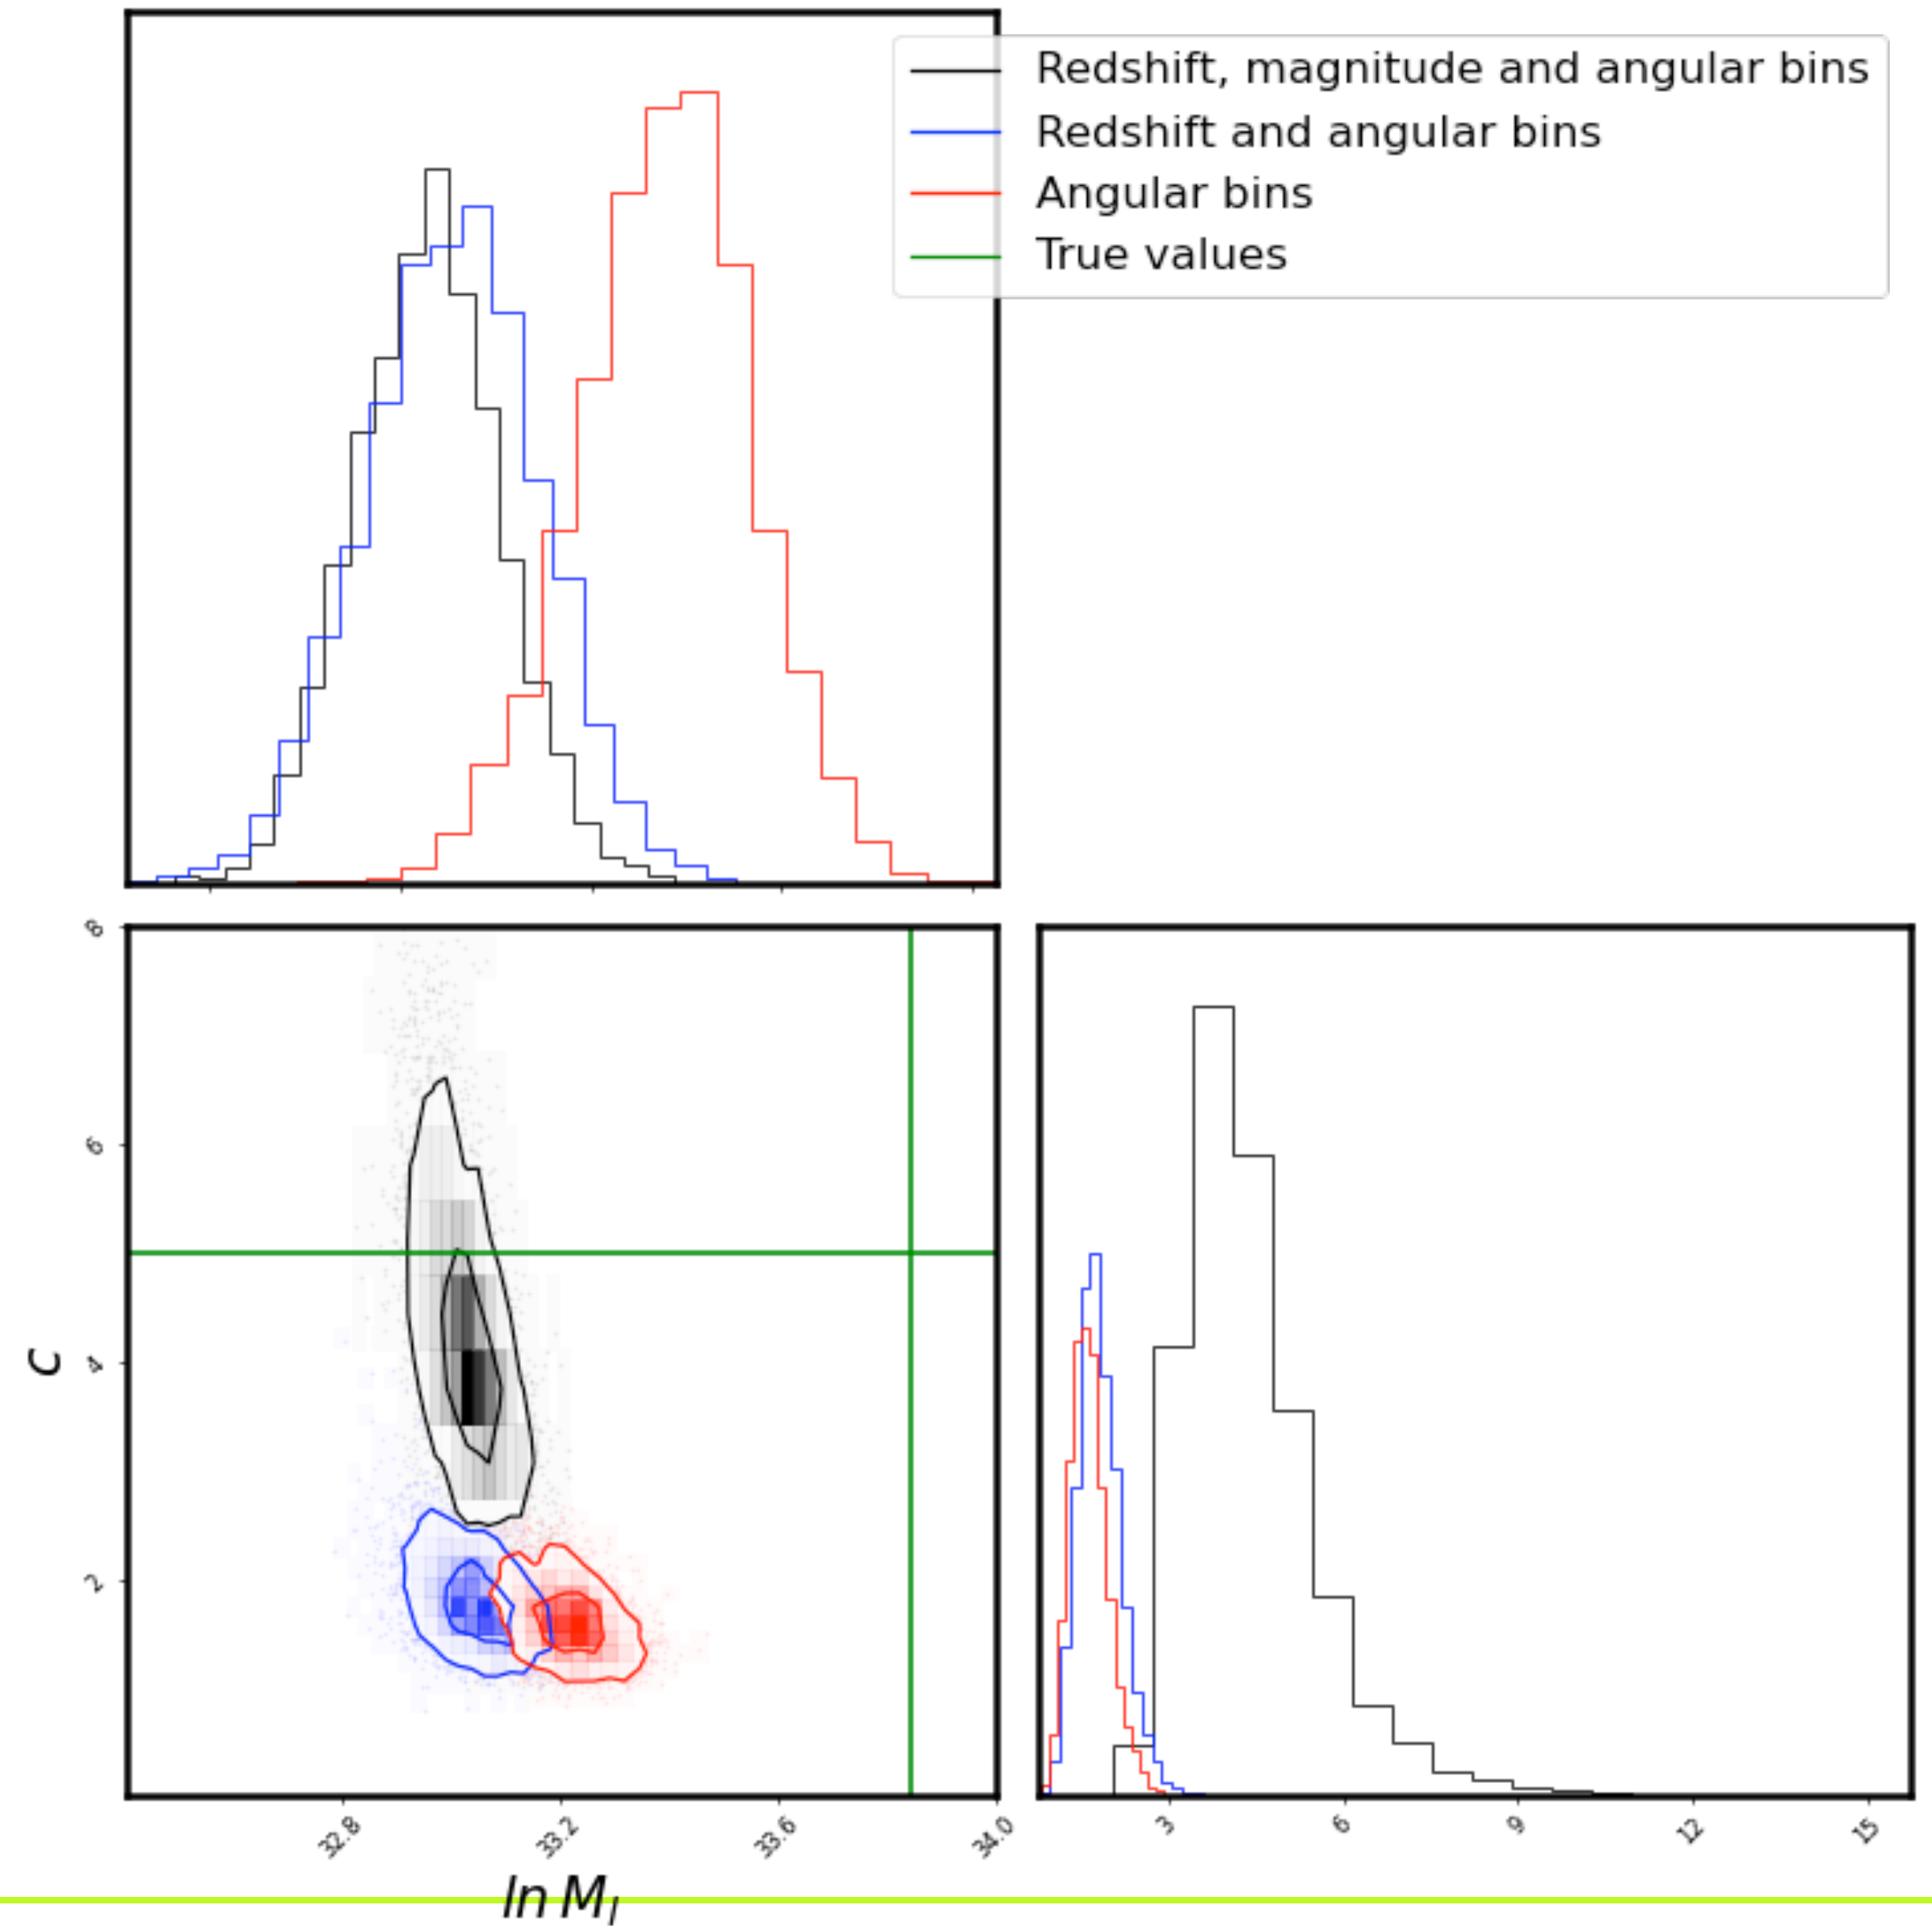 Redshift, magnitude and angular bins
Redshift and angular bins
Angular bins
True values
8
6
4
2
c
32.8
33.2
33.6
34.0
3
6
9
12
15
ln M_l